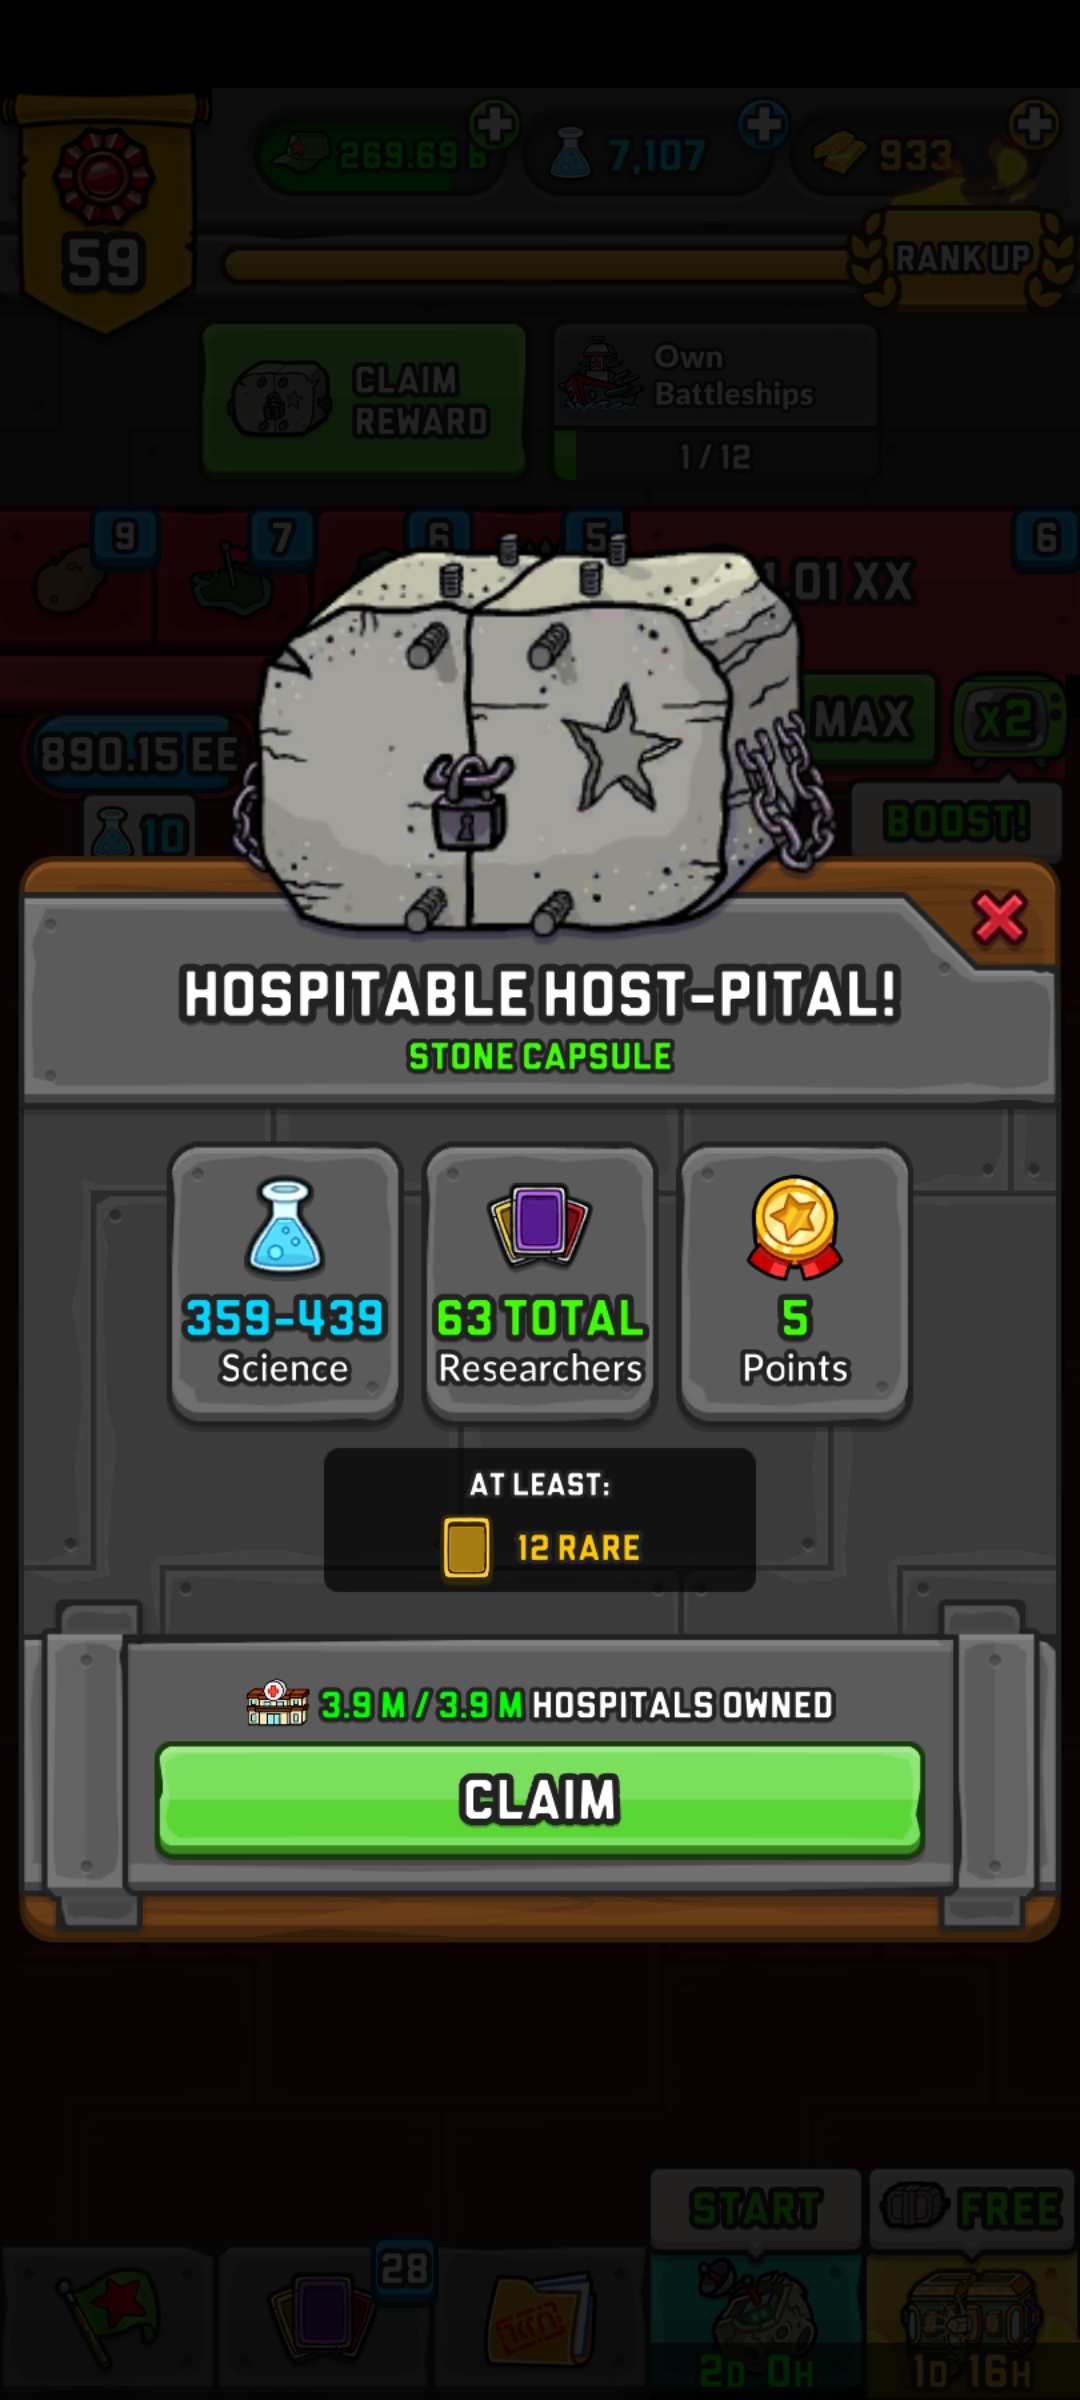 269.69 B
7,107
933
59
RANK UP
CLAIM
REWARD
Own
Battleships
1 / 12
9
7
6
5
6
.01 XX
890.15 EE
MAX
x2
10
BOOST!
HOSPITABLE HOST-PITAL!
STONE CAPSULE
359-439
Science
63 TOTAL
Researchers
5
Points
AT LEAST:
12 RARE
3.9 M / 3.9 M HOSPITALS OWNED
CLAIM
START
FREE
28
2D 0H
1D 16H